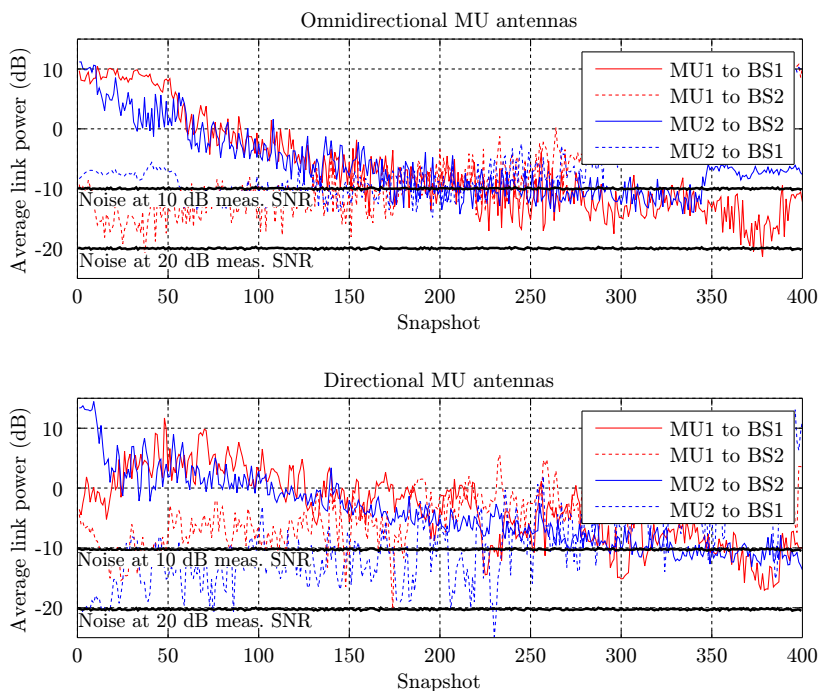 Omnidirectional MU antennas
Average link power (dB)
10
0
-10
-20
MU1 to BS1
MU1 to BS2
MU2 to BS2
MU2 to BS1
Noise at 10 dB meas. SNR
Noise at 20 dB meas. SNR
0 50 100 150 200 250 300 350 400
Snapshot
Directional MU antennas
Average link power (dB)
10
0
-10
-20
MU1 to BS1
MU1 to BS2
MU2 to BS2
MU2 to BS1
Noise at 10 dB meas. SNR
Noise at 20 dB meas. SNR
0 50 100 150 200 250 300 350 400
Snapshot